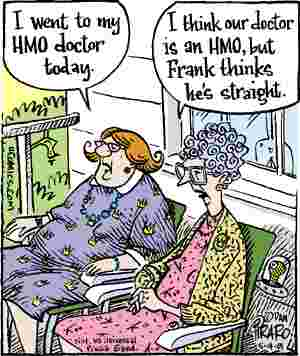 I went to my
HMO doctor
today.
I think our doctor
is an HMO, but
Frank thinks
he's straight.
DAN
PIRARO